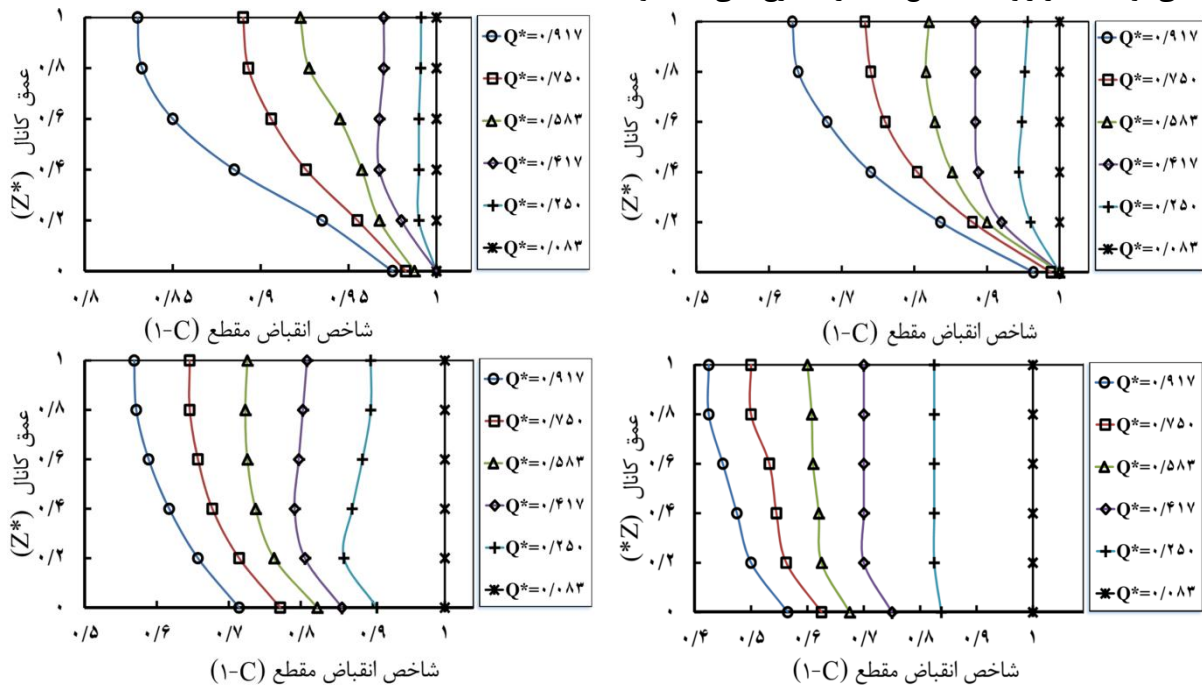 عمق کانال (Z*)
۱
۰/۸
۰/۶
۰/۴
۰/۲
۰
۰/۸ ۰/۸۵ ۰/۹ ۰/۹۵ ۱
شاخص انقباض مقطع (۱-C)
Q*=۰/۹۱۷
Q*=۰/۷۵۰
Q*=۰/۵۸۳
Q*=۰/۴۱۷
Q*=۰/۲۵۰
Q*=۰/۰۸۳
عمق کانال (Z*)
۱
۰/۸
۰/۶
۰/۴
۰/۲
۰
۰/۵ ۰/۶ ۰/۷ ۰/۸ ۰/۹ ۱
شاخص انقباض مقطع (۱-C)
Q*=۰/۹۱۷
Q*=۰/۷۵۰
Q*=۰/۵۸۳
Q*=۰/۴۱۷
Q*=۰/۲۵۰
Q*=۰/۰۸۳
عمق کانال (Z*)
۱
۰/۸
۰/۶
۰/۴
۰/۲
۰
۰/۵ ۰/۶ ۰/۷ ۰/۸ ۰/۹ ۱
شاخص انقباض مقطع (۱-C)
Q*=۰/۹۱۷
Q*=۰/۷۵۰
Q*=۰/۵۸۳
Q*=۰/۴۱۷
Q*=۰/۲۵۰
Q*=۰/۰۸۳
عمق کانال (Z*)
۱
۰/۸
۰/۶
۰/۴
۰/۲
۰
۰/۴ ۰/۵ ۰/۶ ۰/۷ ۰/۸ ۰/۹ ۱
شاخص انقباض مقطع (۱-C)
Q*=۰/۹۱۷
Q*=۰/۷۵۰
Q*=۰/۵۸۳
Q*=۰/۴۱۷
Q*=۰/۲۵۰
Q*=۰/۰۸۳